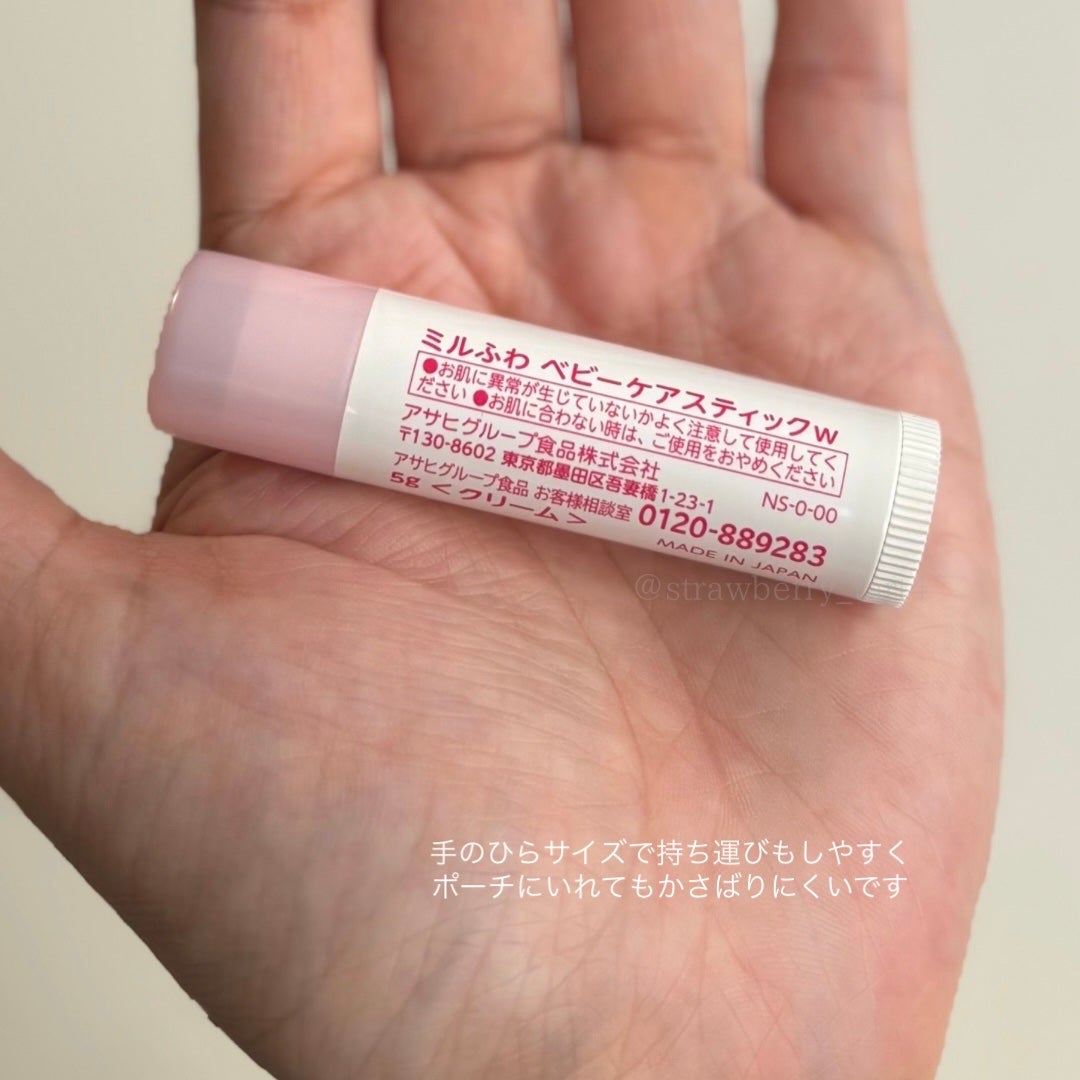 ミルふわ ベビーケアスティックw
●お肌に異常が生じていないかよく注意して使用してく
ださい ●お肌に合わない時は、ご使用をおやめください
アサヒグループ食品株式会社
〒130-8602 東京都墨田区吾妻橋1-23-1
NS-0-00
アサヒグループ食品 お客様相談室 0120-889283
5g <クリーム>
MADE IN JAPAN
@strawberry_
手のひらサイズで持ち運びもしやすく
ポーチにいれてもかさばりにくいです